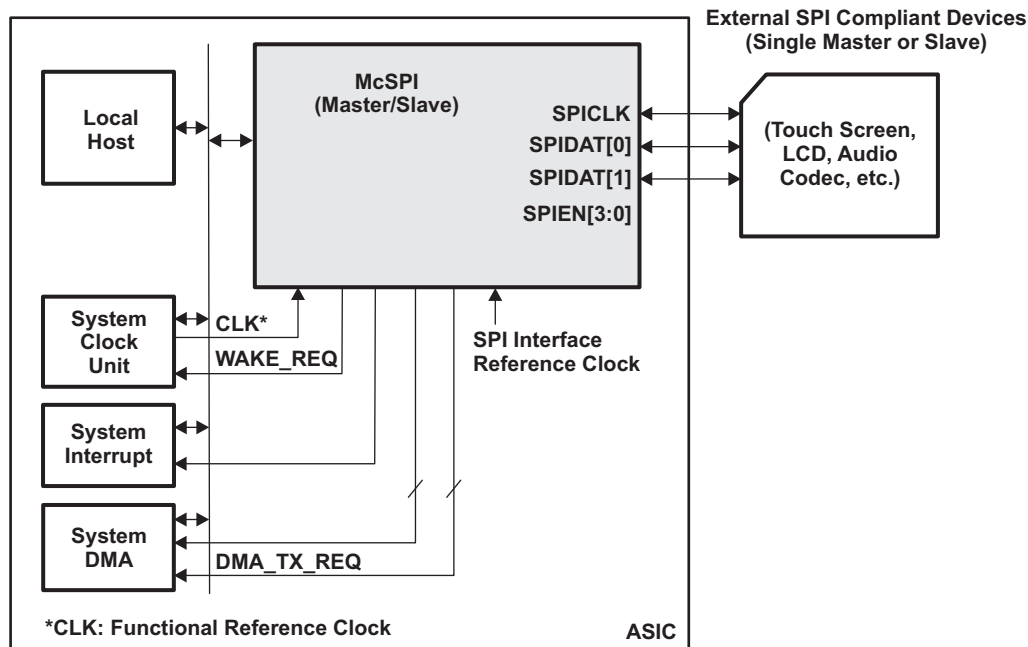 External SPI Compliant Devices
(Single Master or Slave)
McSPI
(Master/Slave)
Local
Host
SPICLK
SPIDAT[0]
SPIDAT[1]
SPIEN[3:0]
(Touch Screen,
LCD, Audio
Codec, etc.)
System
Clock
Unit
CLK*
WAKE_REQ
SPI Interface
Reference Clock
System
Interrupt
System
DMA
DMA_TX_REQ
*CLK: Functional Reference Clock
ASIC